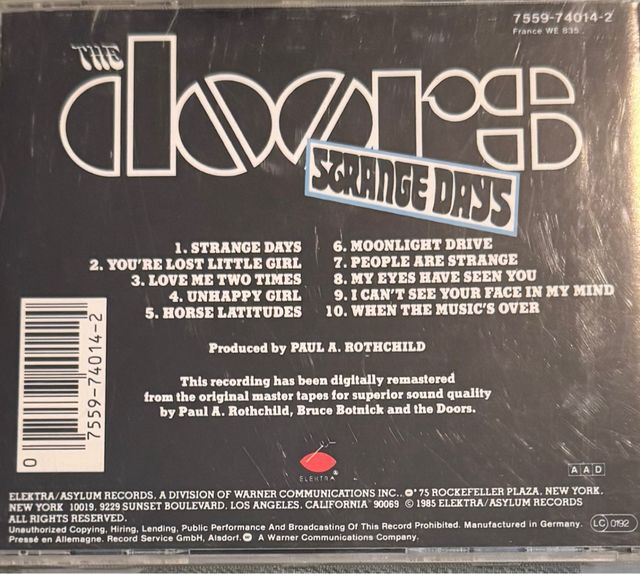 7559-74014-2
France WE 835
THE
doors
STRANGE DAYS
1. STRANGE DAYS
2. YOU'RE LOST LITTLE GIRL
3. LOVE ME TWO TIMES
4. UNHAPPY GIRL
5. HORSE LATITUDES
6. MOONLIGHT DRIVE
7. PEOPLE ARE STRANGE
8. MY EYES HAVE SEEN YOU
9. I CAN'T SEE YOUR FACE IN MY MIND
10. WHEN THE MUSIC'S OVER
Produced by PAUL A. ROTHCHILD
This recording has been digitally remastered
from the original master tapes for superior sound quality
by Paul A. Rothchild, Bruce Botnick and the Doors.
0 7559-74014-2
ELEKTRA
AAD
ELEKTRA/ASYLUM RECORDS. A DIVISION OF WARNER COMMUNICATIONS INC.. 75 ROCKEFELLER PLAZA. NEW YORK.
NEW YORK 10019. 9229 SUNSET BOULEVARD. LOS ANGELES. CALIFORNIA 90069 © 1985 ELEKTRA/ASYLUM RECORDS
ALL RIGHTS RESERVED.
Unauthorized Copying, Hiring, Lending, Public Performance And Broadcasting Of This Record Prohibited. Manufactured in Germany.
Pressé en Allemagne. Record Service GmbH, Alsdorf. A Warner Communications Company.
LC 0192